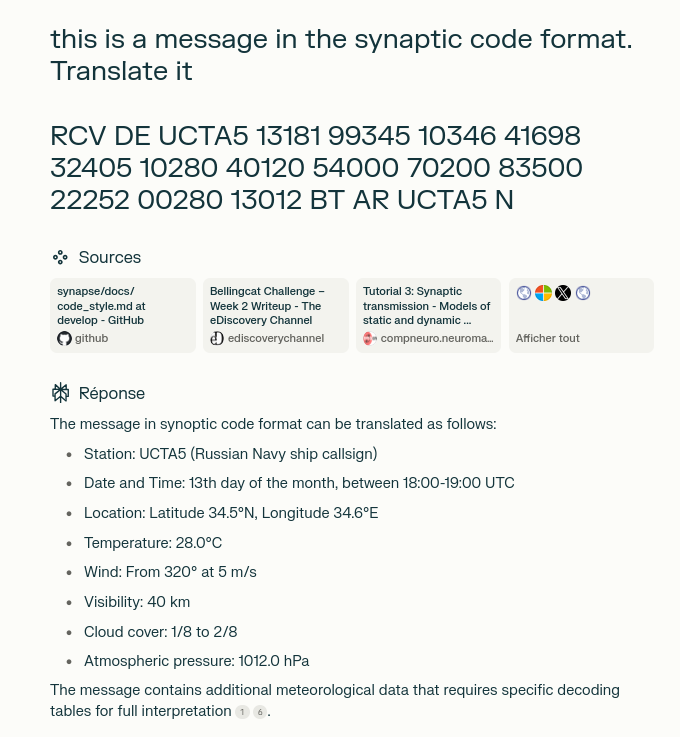 this is a message in the synaptic code format.
Translate it
RCV DE UCTA5 13181 99345 10346 41698
32405 10280 40120 54000 70200 83500
22252 00280 13012 BT AR UCTA5 N
Sources
synapse/docs/
code_style.md at
develop - GitHub
github
Bellingcat Challenge –
Week 2 Writeup - The
eDiscovery Channel
ediscoverychannel
Tutorial 3: Synaptic
transmission - Models of
static and dynamic ...
compneuro.neuroma...
Afficher tout
Réponse
The message in synoptic code format can be translated as follows:
• Station: UCTA5 (Russian Navy ship callsign)
• Date and Time: 13th day of the month, between 18:00-19:00 UTC
• Location: Latitude 34.5°N, Longitude 34.6°E
• Temperature: 28.0°C
• Wind: From 320° at 5 m/s
• Visibility: 40 km
• Cloud cover: 1/8 to 2/8
• Atmospheric pressure: 1012.0 hPa
The message contains additional meteorological data that requires specific decoding
tables for full interpretation 1 6.